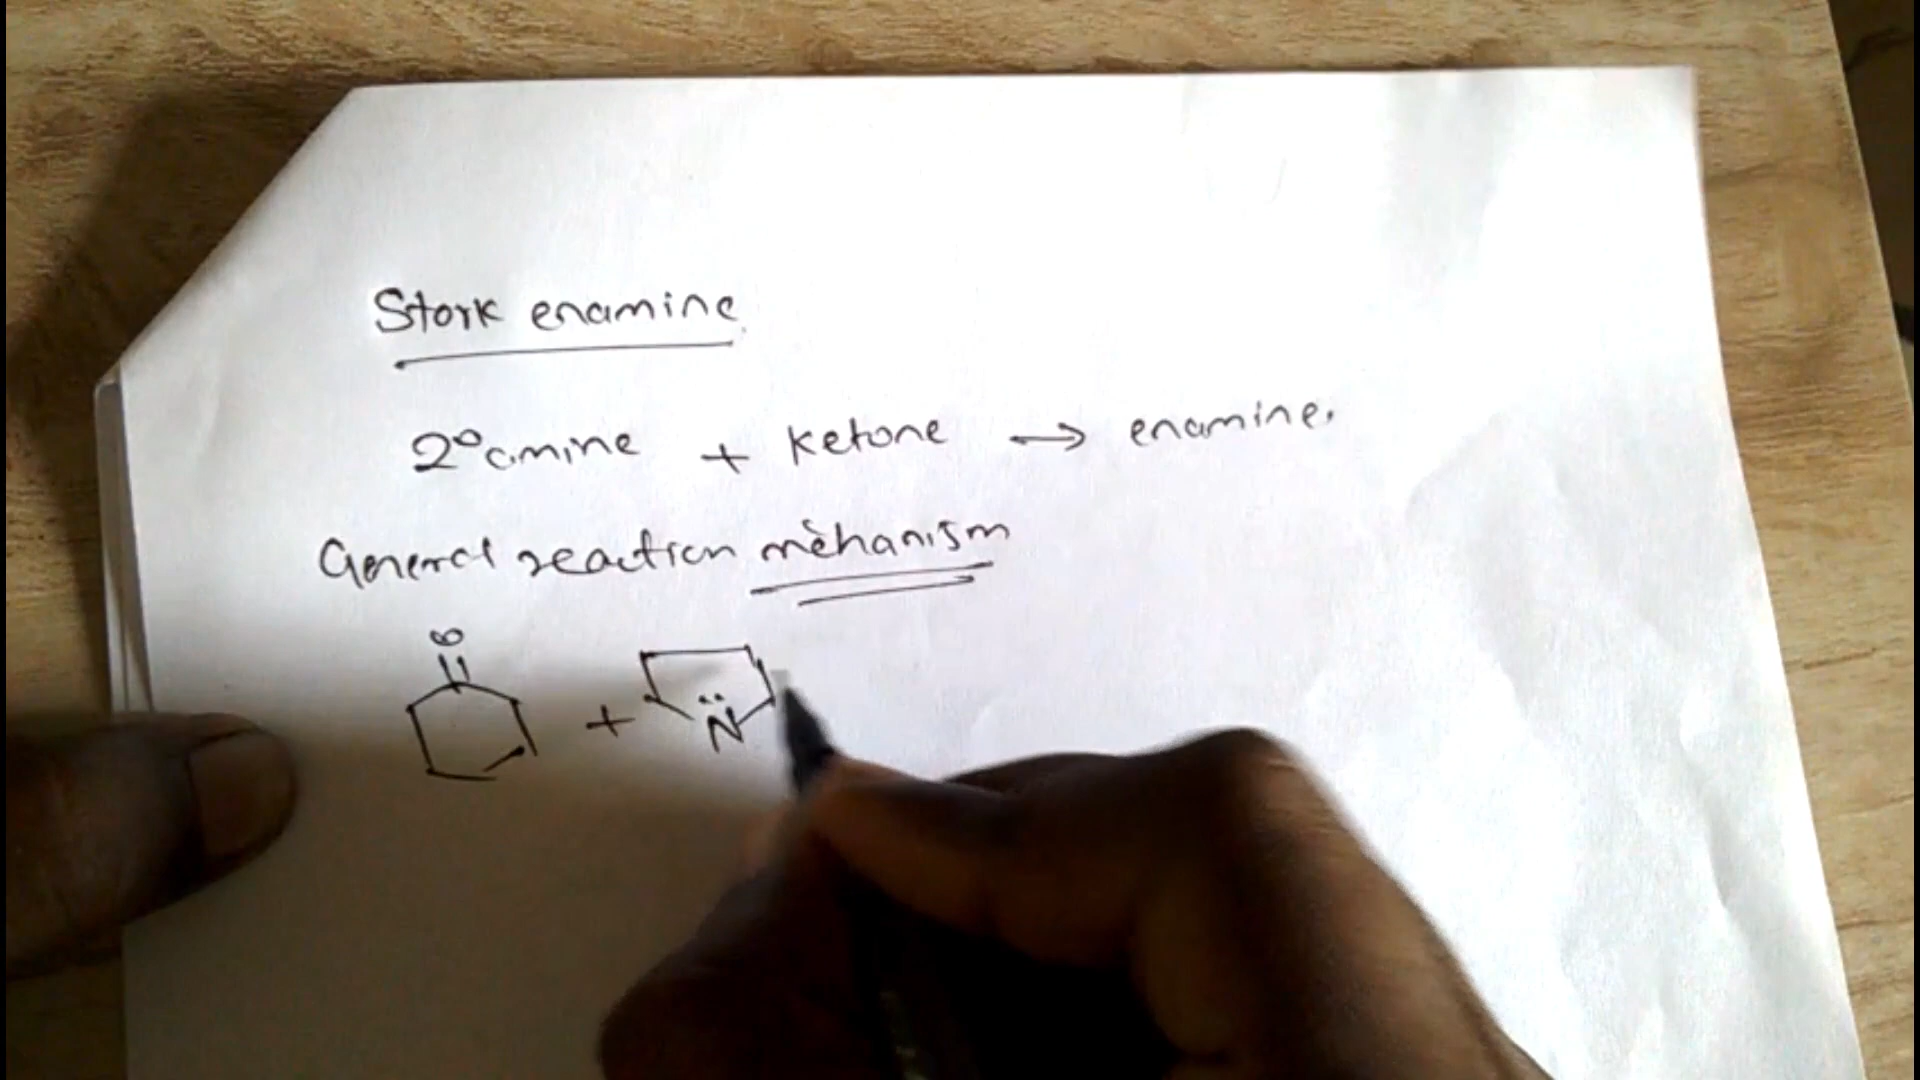 Stork enamine
2° amine + ketone → enamine.
General reaction mehanism
O
+ N